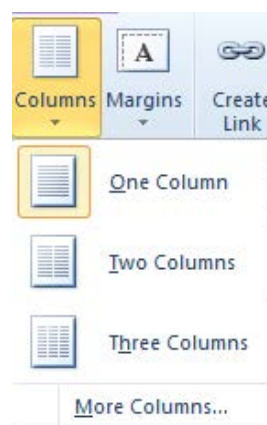 Columns Margins Create
Link
A
One Column
Two Columns
Three Columns
More Columns...